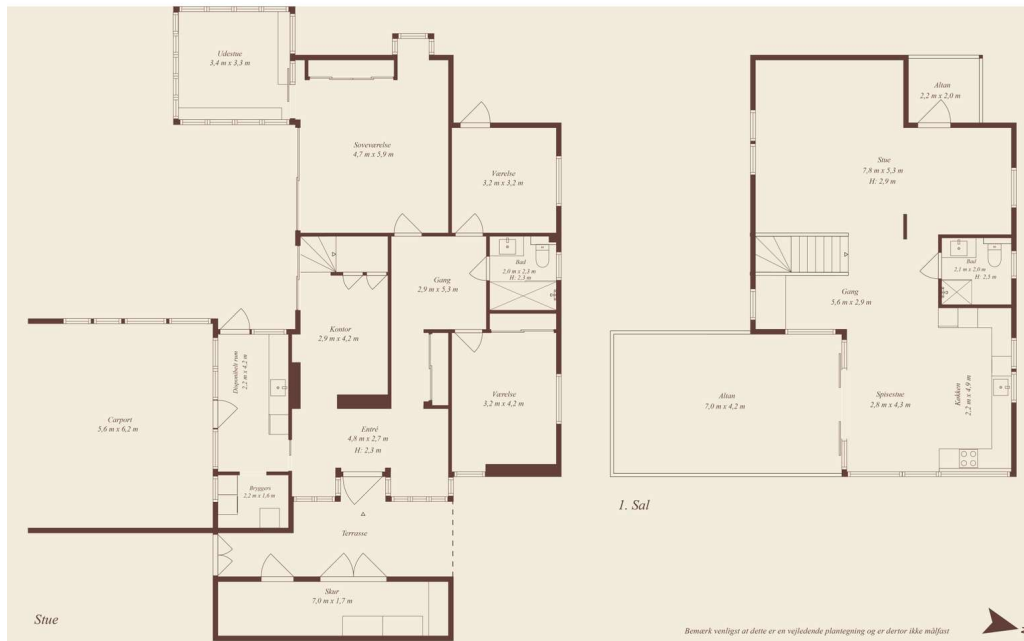 Udestue
3,4 m x 3,3 m
Soveværelse
4,7 m x 5,9 m
Værelse
3,2 m x 3,2 m
Bad
2,0 m x 2,3 m
H: 2,3 m
Gang
2,9 m x 5,3 m
Kontor
2,9 m x 4,2 m
Disponibelt rum
2,2 m x 4,2 m
Carport
5,6 m x 6,2 m
Værelse
3,2 m x 4,2 m
Entré
4,8 m x 2,7 m
H: 2,3 m
Bryggers
2,2 m x 1,6 m
Terrasse
Skur
7,0 m x 1,7 m
Stue
Altan
2,2 m x 2,0 m
Stue
7,8 m x 5,3 m
H: 2,9 m
Bad
2,1 m x 2,0 m
H: 2,3 m
Gang
5,6 m x 2,9 m
Altan
7,0 m x 4,2 m
Spisestue
2,8 m x 4,3 m
Køkken
2,2 m x 4,9 m
1. Sal
Bemærk venligst at dette er en vejledende plantegning og er dertor ikke målfast